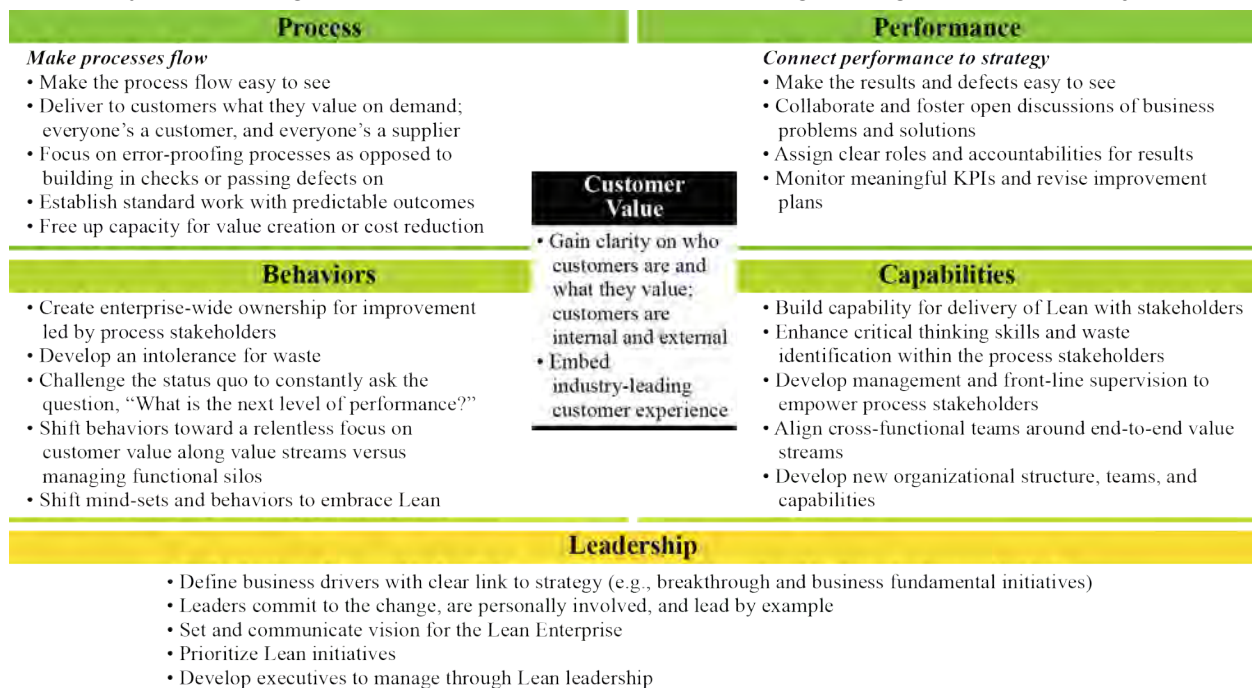 Process
Make processes flow
• Make the process flow easy to see
• Deliver to customers what they value on demand;
everyone’s a customer, and everyone’s a supplier
• Focus on error-proofing processes as opposed to
building in checks or passing defects on
• Establish standard work with predictable outcomes
• Free up capacity for value creation or cost reduction
Performance
Connect performance to strategy
• Make the results and defects easy to see
• Collaborate and foster open discussions of business
problems and solutions
• Assign clear roles and accountabilities for results
• Monitor meaningful KPIs and revise improvement
plans
Customer
Value
• Gain clarity on who
customers are and
what they value;
customers are
internal and external
• Embed
industry-leading
customer experience
Behaviors
• Create enterprise-wide ownership for improvement
led by process stakeholders
• Develop an intolerance for waste
• Challenge the status quo to constantly ask the
question, “What is the next level of performance?”
• Shift behaviors toward a relentless focus on
customer value along value streams versus
managing functional silos
• Shift mind-sets and behaviors to embrace Lean
Capabilities
• Build capability for delivery of Lean with stakeholders
• Enhance critical thinking skills and waste
identification within the process stakeholders
• Develop management and front-line supervision to
empower process stakeholders
• Align cross-functional teams around end-to-end value
streams
• Develop new organizational structure, teams, and
capabilities
Leadership
• Define business drivers with clear link to strategy (e.g., breakthrough and business fundamental initiatives)
• Leaders commit to the change, are personally involved, and lead by example
• Set and communicate vision for the Lean Enterprise
• Prioritize Lean initiatives
• Develop executives to manage through Lean leadership